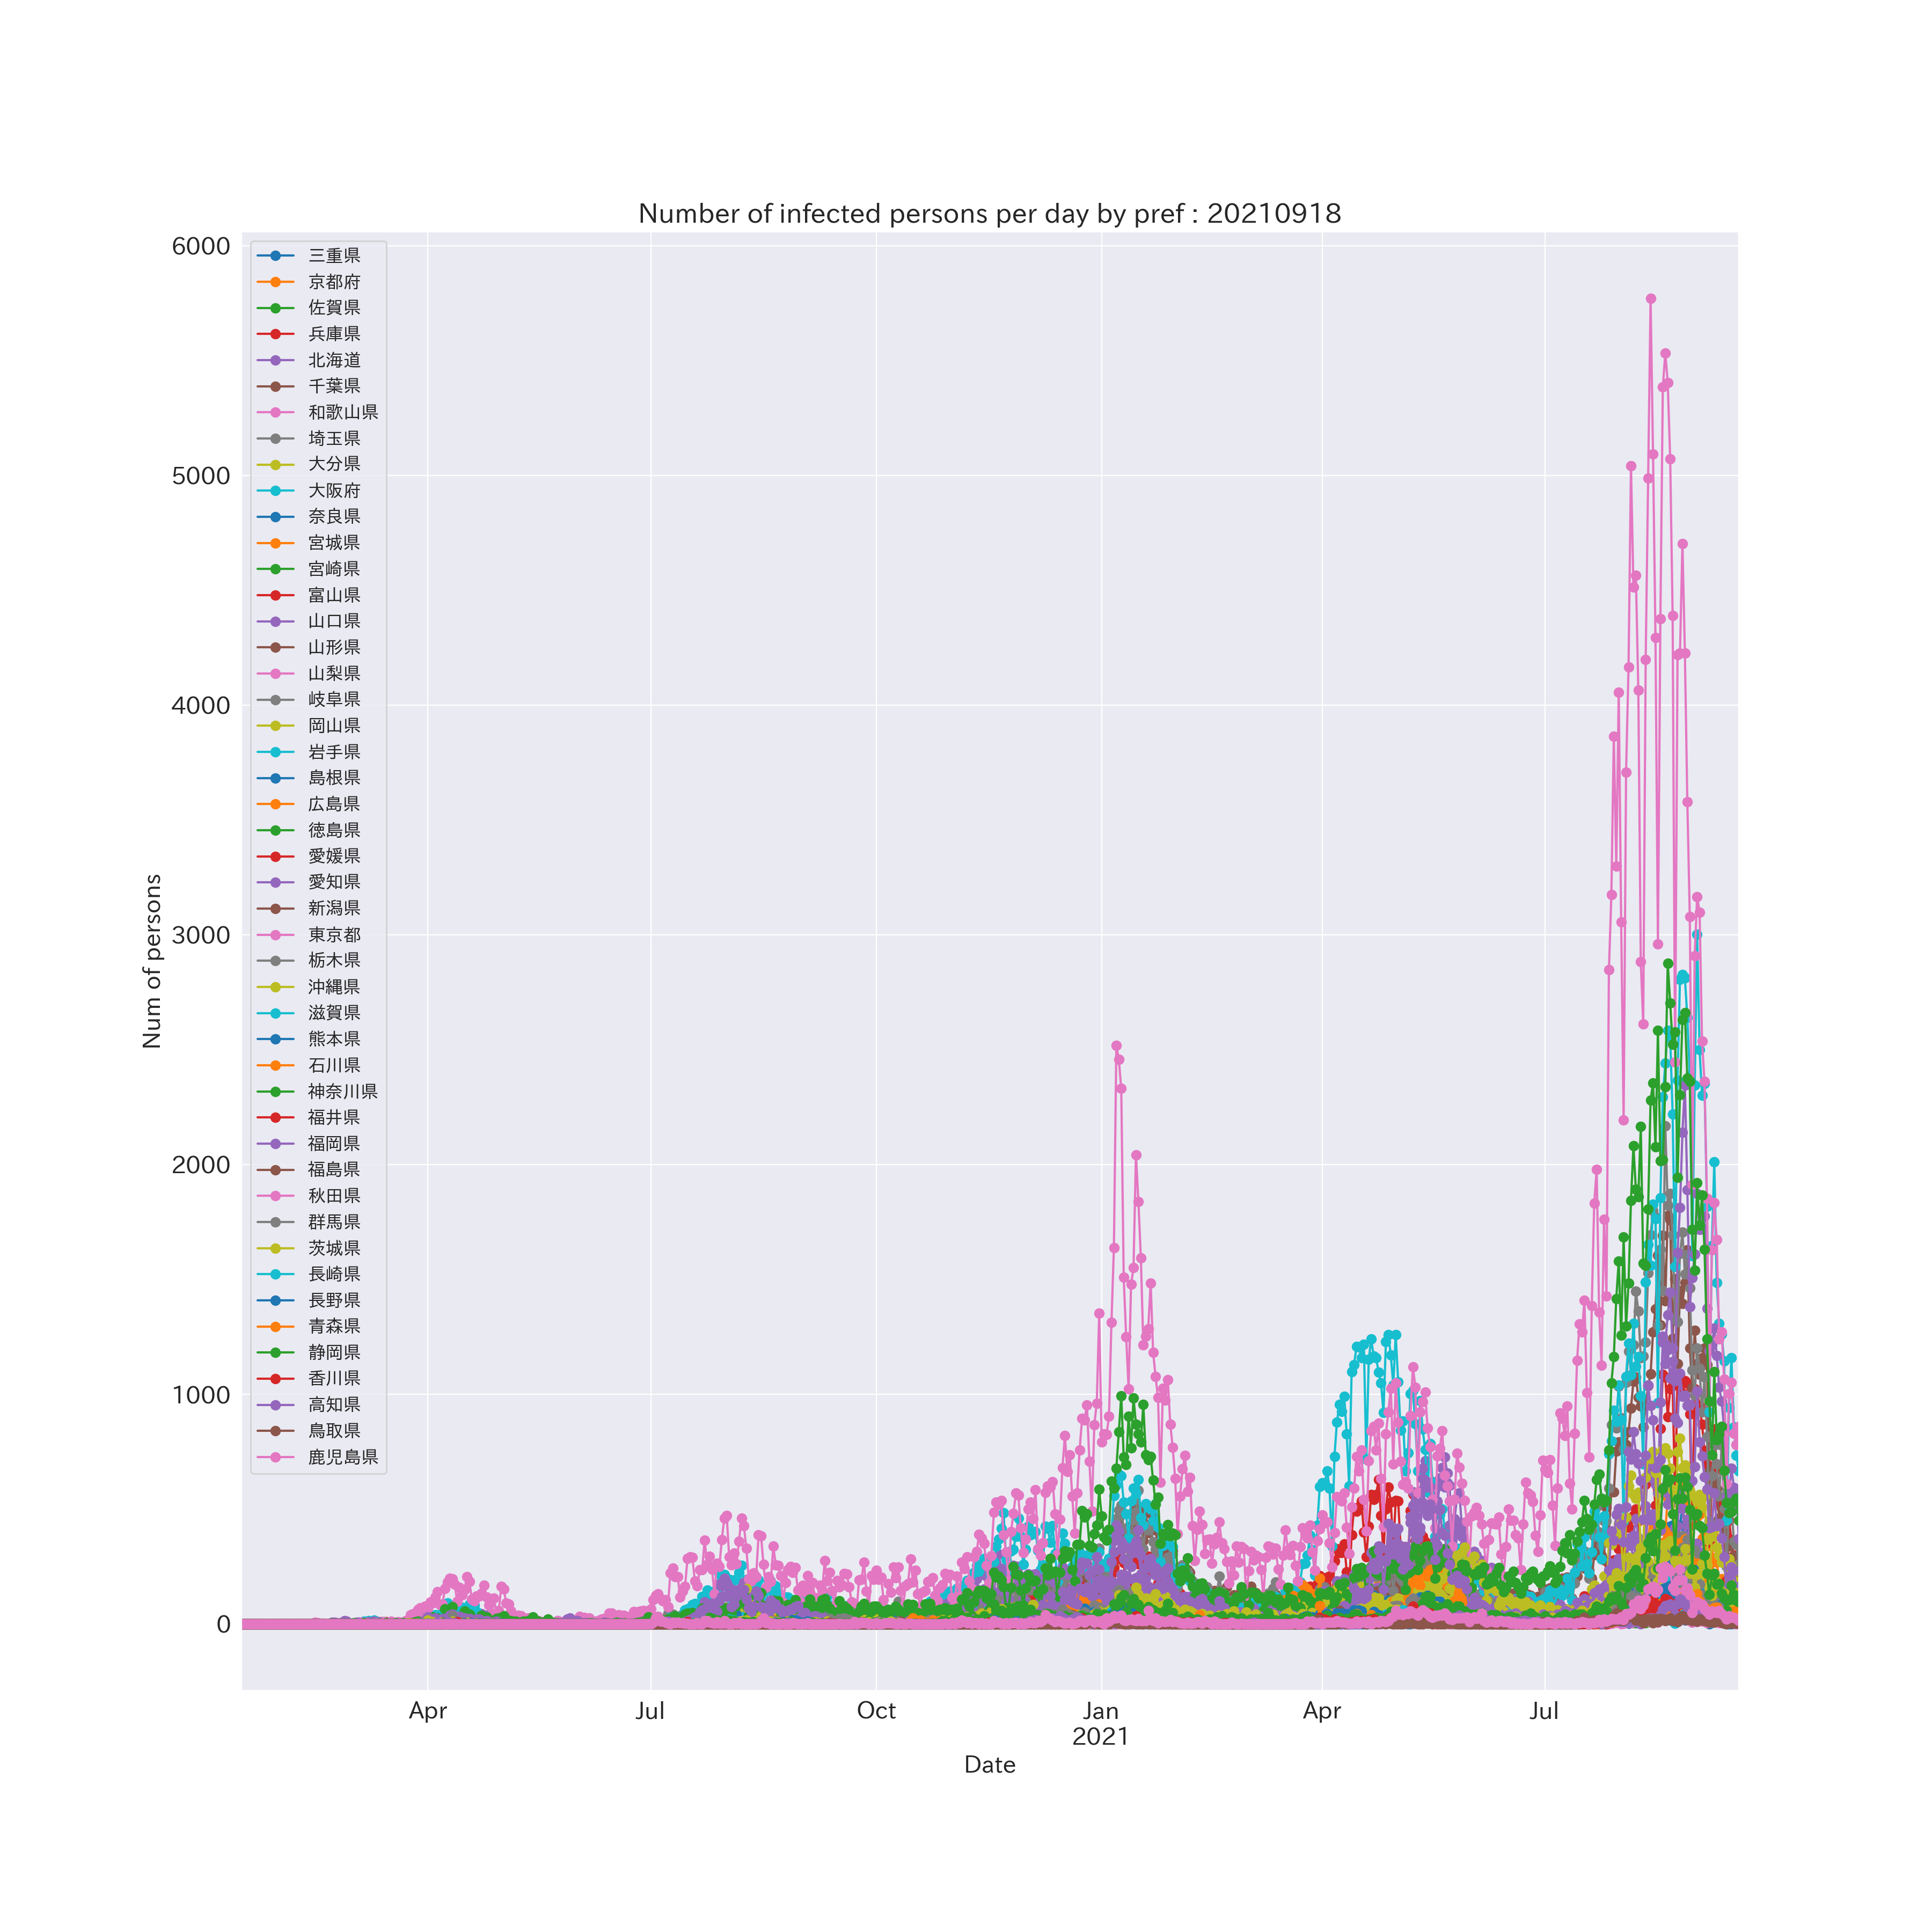 Number of infected persons per day by pref : 20210918
6000
5000
4000
3000
2000
1000
0
Num of persons
三重県
京都府
佐賀県
兵庫県
北海道
千葉県
和歌山県
埼玉県
大分県
大阪府
奈良県
宮城県
宮崎県
富山県
山口県
山形県
山梨県
岐阜県
岡山県
岩手県
島根県
広島県
徳島県
愛媛県
愛知県
新潟県
東京都
栃木県
沖縄県
滋賀県
熊本県
石川県
神奈川県
福井県
福岡県
福島県
秋田県
群馬県
茨城県
長崎県
長野県
青森県
静岡県
香川県
高知県
鳥取県
鹿児島県
Apr
Jul
Oct
Jan
2021
Apr
Jul
Date